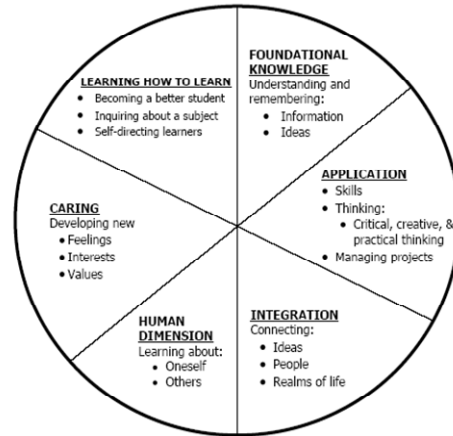 FOUNDATIONAL
KNOWLEDGE
Understanding and
remembering:
• Information
• Ideas
APPLICATION
• Skills
• Thinking:
• Critical, creative, &
practical thinking
• Managing projects
INTEGRATION
Connecting:
• Ideas
• People
• Realms of life
HUMAN
DIMENSION
Learning about:
• Oneself
• Others
CARING
Developing new
• Feelings
• Interests
• Values
LEARNING HOW TO LEARN
• Becoming a better student
• Inquiring about a subject
• Self-directing learners